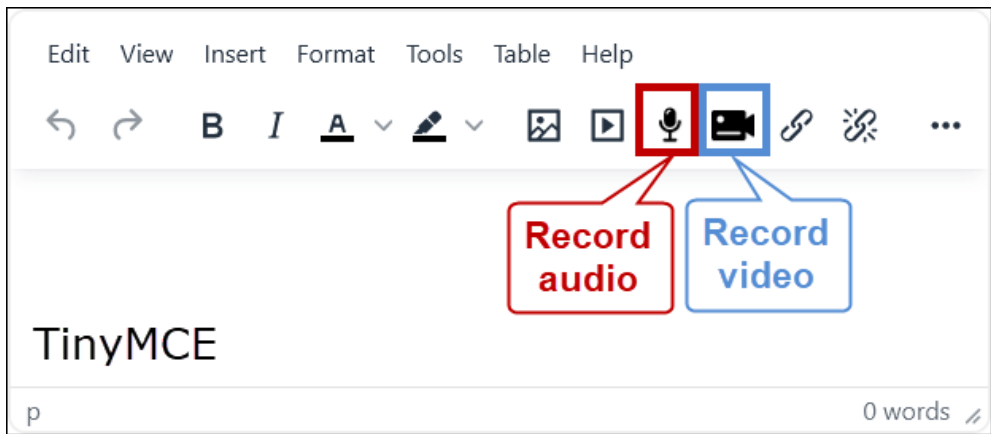 Edit View Insert Format Tools Table Help
B I A
Record
audio
Record
video
TinyMCE
p 0 words